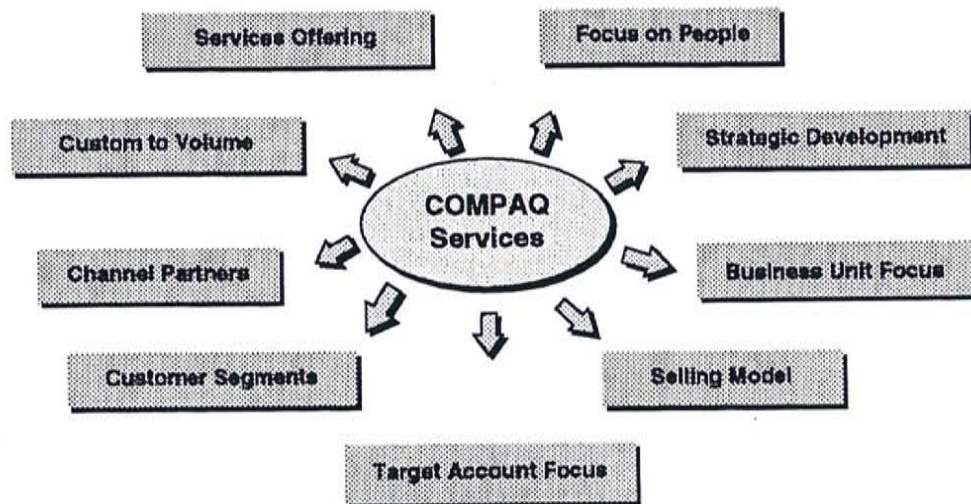 Services Offering
Focus on People
Custom to Volume
Strategic Development
COMPAQ
Services
Channel Partners
Business Unit Focus
Customer Segments
Selling Model
Target Account Focus